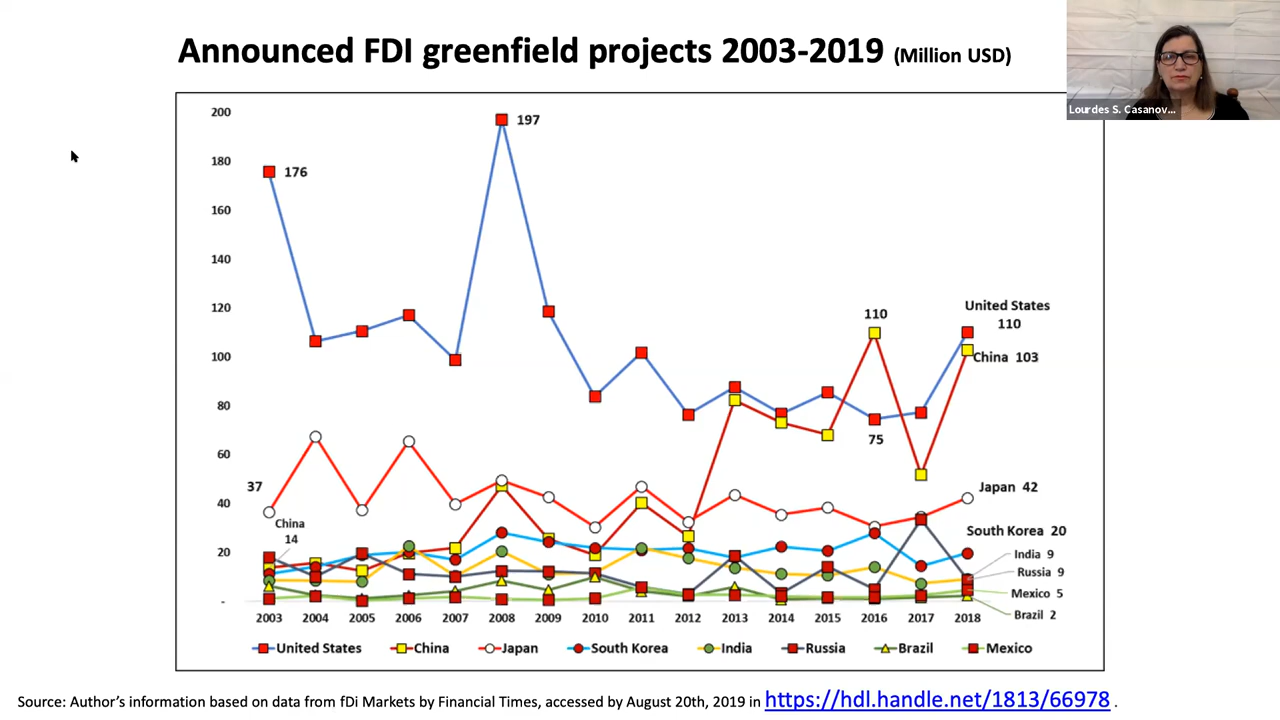 Announced FDI greenfield projects 2003-2019 (Million USD)
Lourdes S. Casanov...
200
180
160
140
120
100
80
60
40
20
-
176
197
110
United States
110
China 103
75
37
Japan 42
China
14
South Korea 20
India 9
Russia 9
Mexico 5
Brazil 2
2003 2004 2005 2006 2007 2008 2009 2010 2011 2012 2013 2014 2015 2016 2017 2018
United States China Japan South Korea India Russia Brazil Mexico
Source: Author's information based on data from fDi Markets by Financial Times, accessed by August 20th, 2019 in https://hdl.handle.net/1813/66978 .